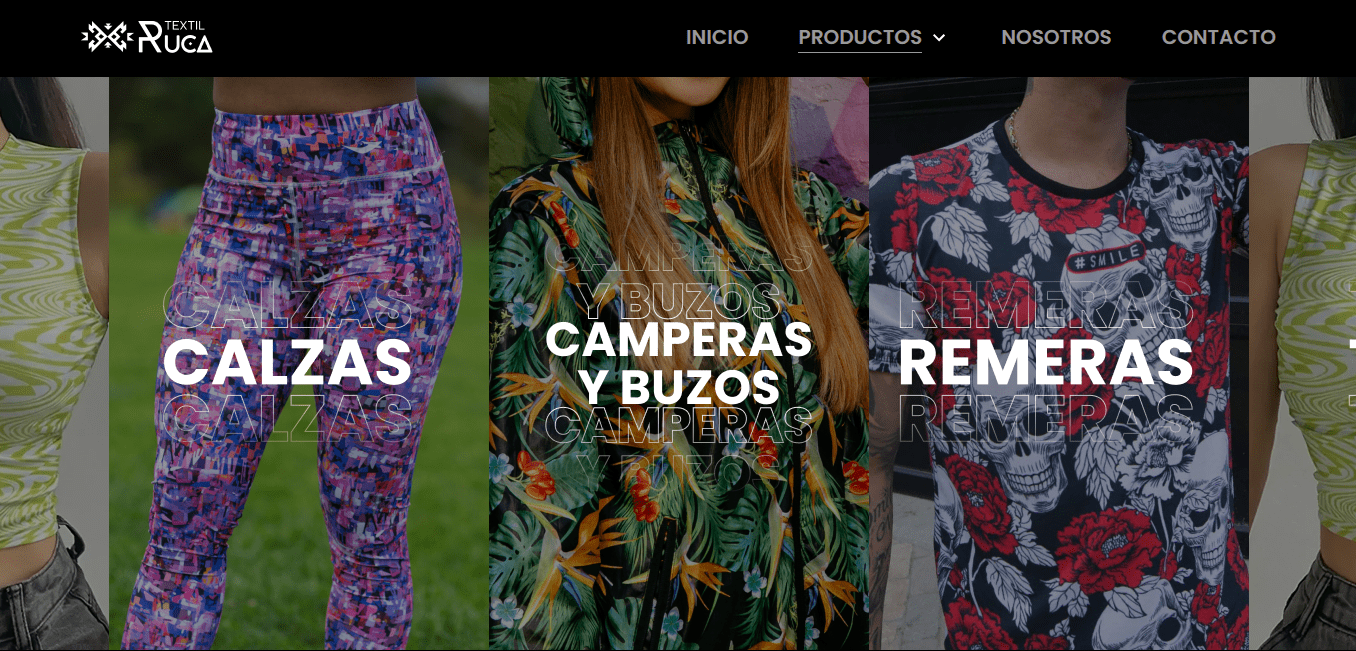 TEXTIL
RUCA
INICIO
PRODUCTOS
NOSOTROS
CONTACTO
CALZAS
CALZAS
CALZAS
CAMPERAS
Y BUZOS
CAMPERAS
Y BUZOS
CAMPERAS
Y BUZOS
#SMILE
REMERAS
REMERAS
REMERAS